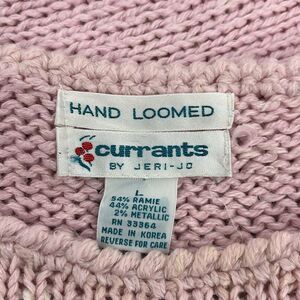 HAND LOOMED
currants
BY JERI-JO
L
54% RAMIE
44% ACRYLIC
2% METALLIC
RN 33364
MADE IN KOREA
REVERSE FOR CARE